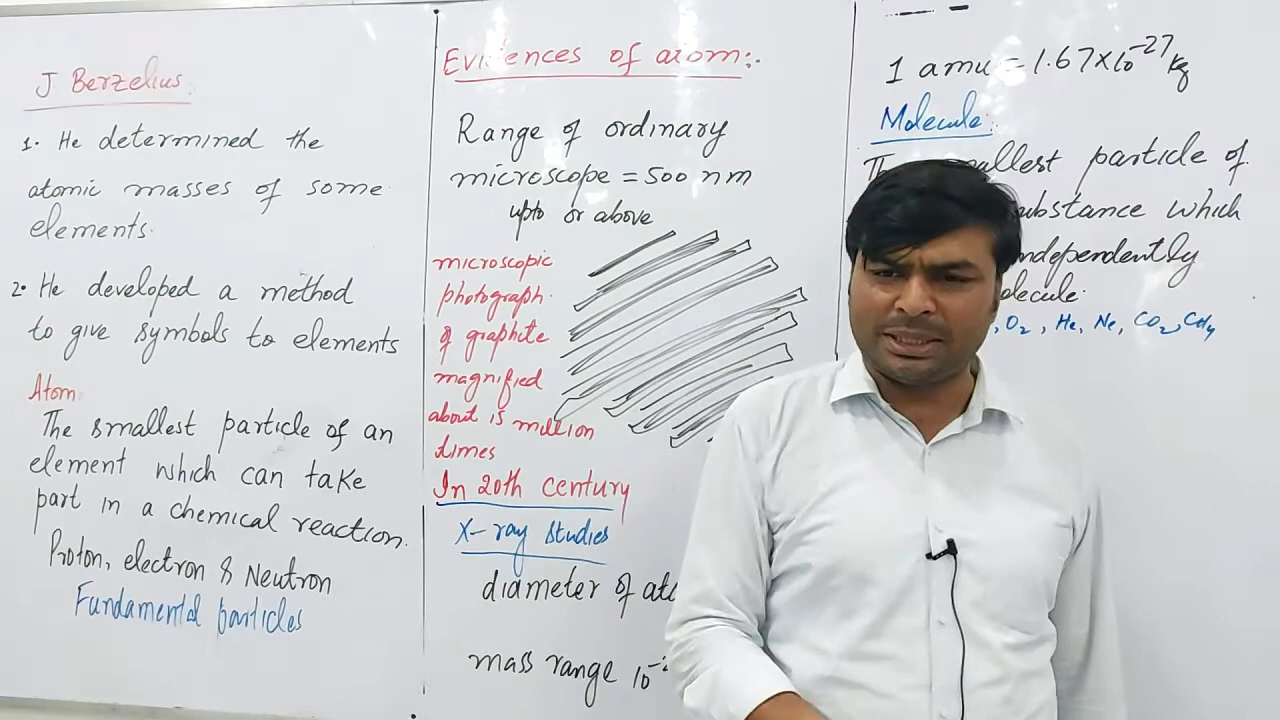 J Berzelius.
1. He determined the
atomic masses of some
elements.
2. He developed a method
to give symbols to elements
Atom
The smallest particle of an
element which can take
part in a chemical reaction.
Proton, electron & Neutron
Fundamental particles
Evidences of atom:.
Range of ordinary
microscope = 500 nm
upto or above
microscopic
photograph
of graphite
magnified
about 15 million
times
In 20th century
X-ray studies
diameter of
mass range 10
1 amu = 1.67×10⁻²⁷ kg
Molecule:
smallest particle of
substance which
independently
molecule.
, O₂, He, Ne, CO₂, CH₄